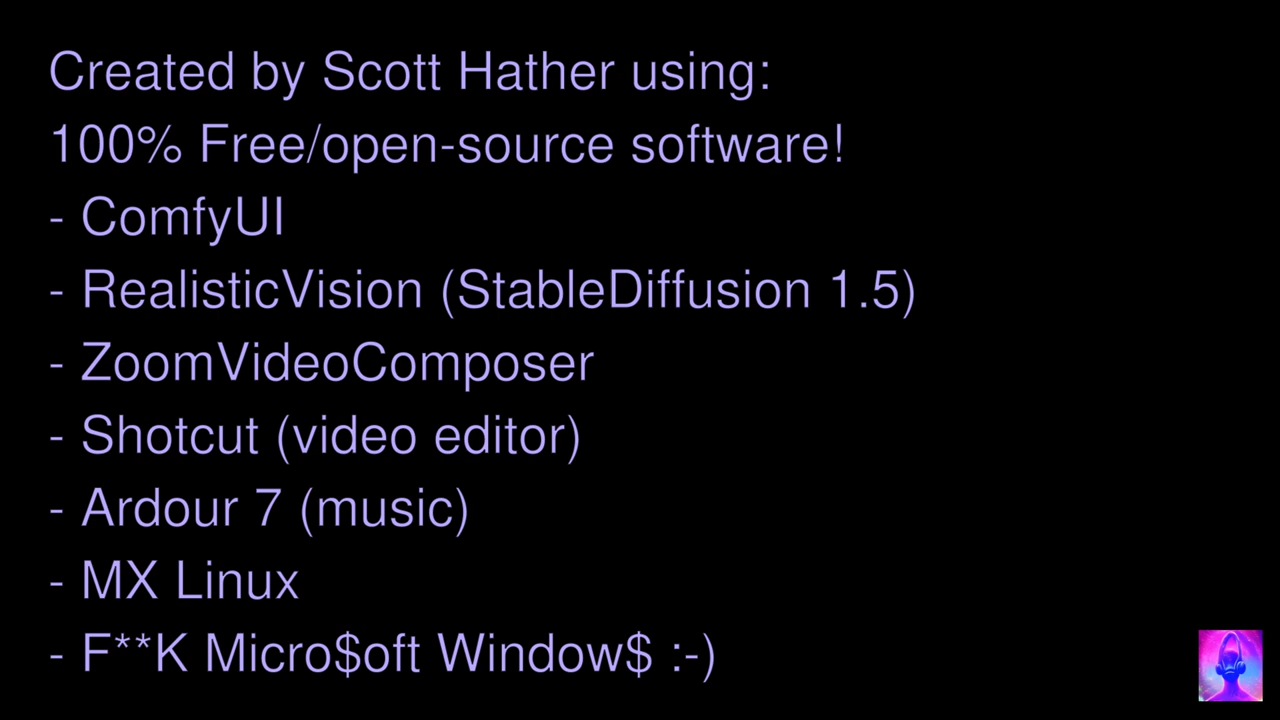 Created by Scott Hather using:
100% Free/open-source software!
- ComfyUI
- RealisticVision (StableDiffusion 1.5)
- ZoomVideoComposer
- Shotcut (video editor)
- Ardour 7 (music)
- MX Linux
- F**K Micro$oft Window$ :-)